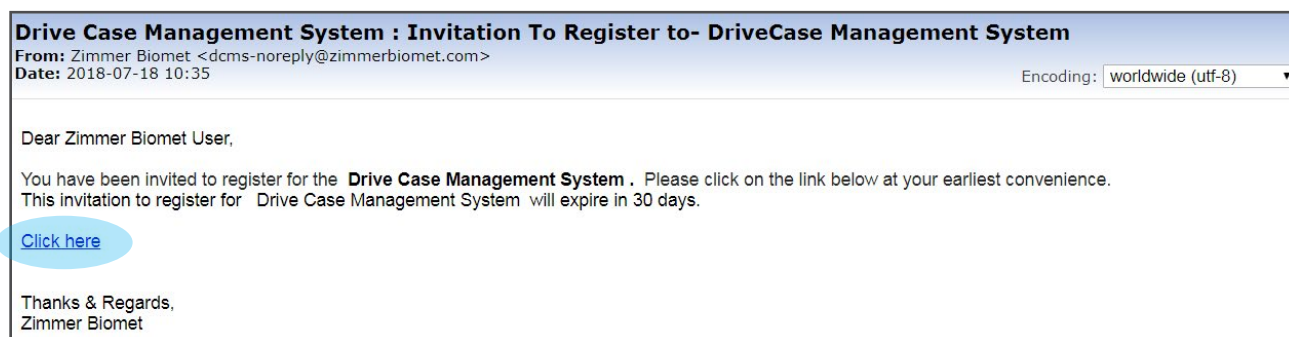 Drive Case Management System : Invitation To Register to- DriveCase Management System
From: Zimmer Biomet <dcms-noreply@zimmerbiomet.com>
Date: 2018-07-18 10:35
Encoding: worldwide (utf-8)
Dear Zimmer Biomet User,
You have been invited to register for the Drive Case Management System . Please click on the link below at your earliest convenience.
This invitation to register for Drive Case Management System will expire in 30 days.
Click here
Thanks & Regards,
Zimmer Biomet